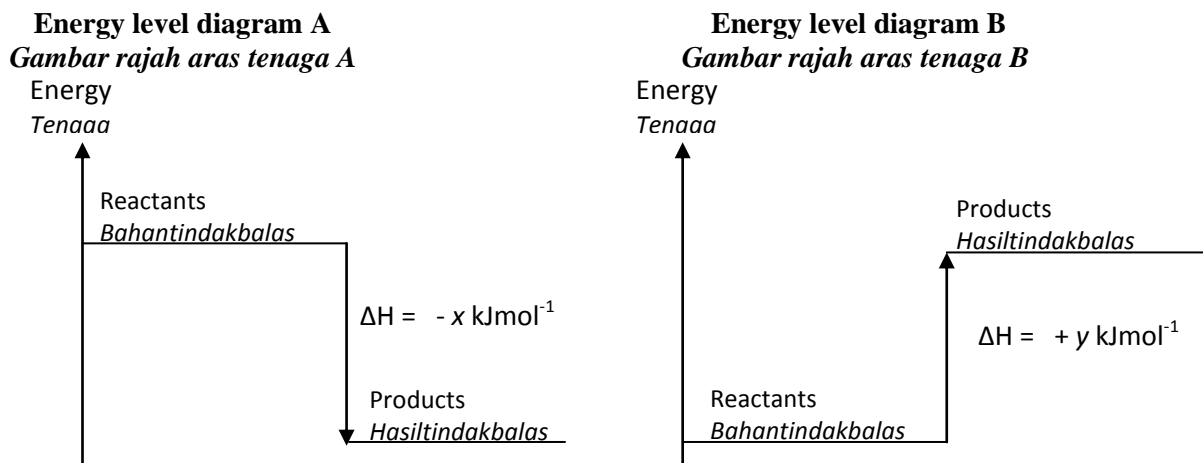 Energy level diagram A
Gambar rajah aras tenaga A
Energy
Tenaga
Reactants
Bahantindakbalas
ΔH = - x kJmol⁻¹
Products
Hasiltindakbalas
Energy level diagram B
Gambar rajah aras tenaga B
Energy
Tenaga
Products
Hasiltindakbalas
ΔH = + y kJmol⁻¹
Reactants
Bahantindakbalas